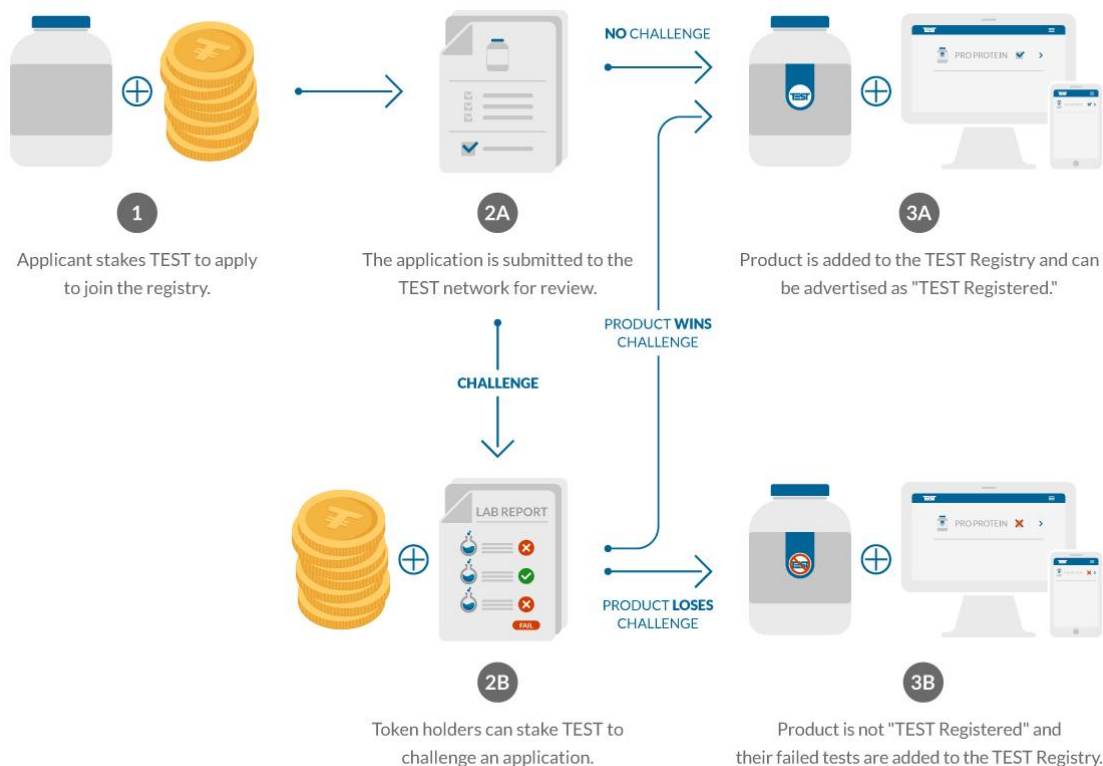 NO CHALLENGE
TEST
TEST
PRO PROTEIN
1
2A
3A
Applicant stakes TEST to apply
to join the registry.
The application is submitted to the
TEST network for review.
Product is added to the TEST Registry and can
be advertised as "TEST Registered."
PRODUCT WINS
CHALLENGE
CHALLENGE
LAB REPORT
FAIL
TEST
PRO PROTEIN
PRODUCT LOSES
CHALLENGE
2B
3B
Token holders can stake TEST to
challenge an application.
Product is not "TEST Registered" and
their failed tests are added to the TEST Registry.